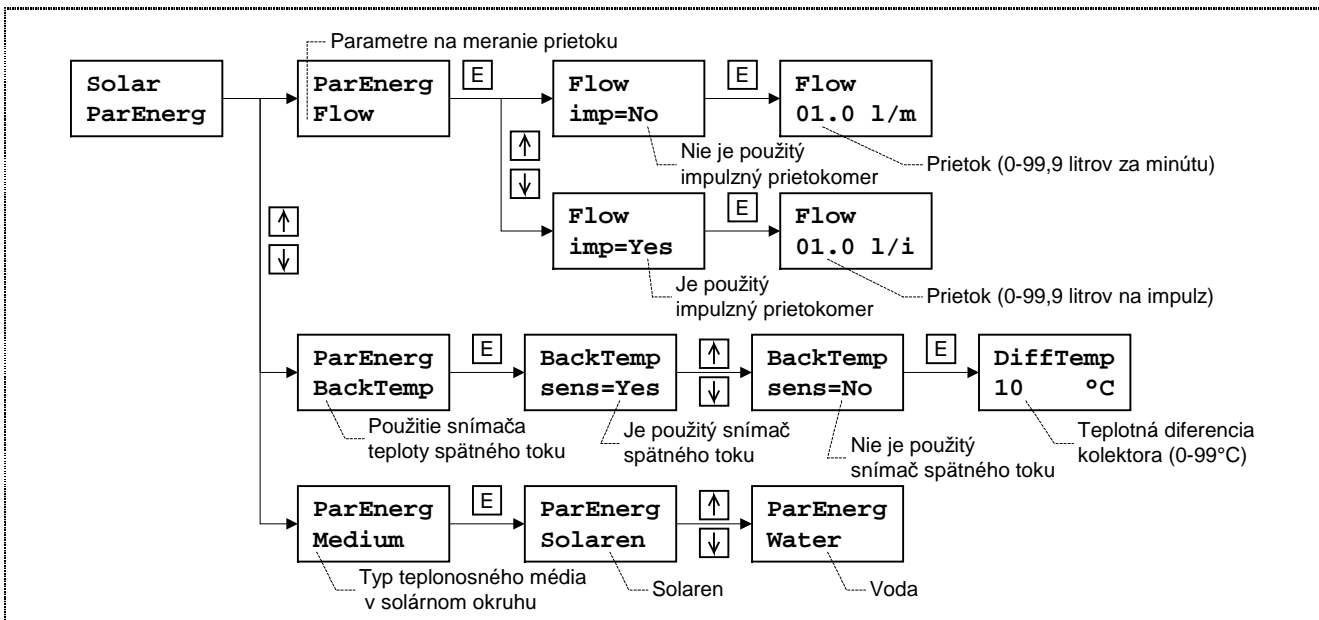 Parametre na meranie prietoku
Solar
ParEnerg
ParEnerg
Flow
E
Flow
imp=No
E
Flow
01.0 l/m
↑
↓
Nie je použitý
impulzný prietokomer
Prietok (0-99,9 litrov za minútu)
↑
↓
Flow
imp=Yes
E
Flow
01.0 l/i
Je použitý
impulzný prietokomer
Prietok (0-99,9 litrov na impulz)
ParEnerg
BackTemp
E
BackTemp
sens=Yes
↑
↓
BackTemp
sens=No
E
DiffTemp
10 °C
Použitie snímača
teploty spätného toku
Je použitý snímač
spätného toku
Nie je použitý
snímač spätného toku
Teplotná diferencia
kolektora (0-99°C)
ParEnerg
Medium
E
ParEnerg
Solaren
↑
↓
ParEnerg
Water
Typ teplonosného média
v solárnom okruhu
Solaren
Voda